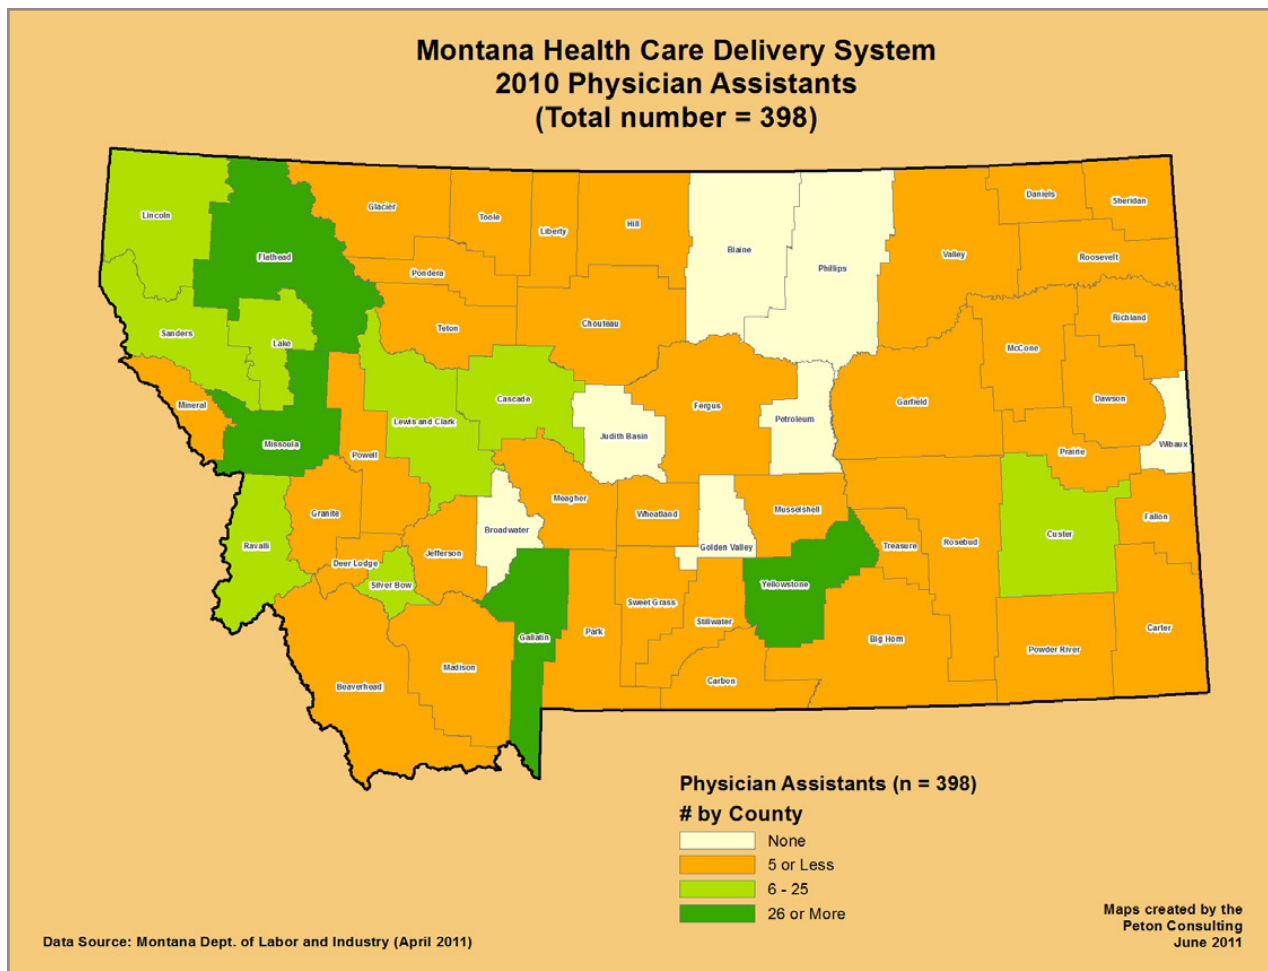 Montana Health Care Delivery System
2010 Physician Assistants
(Total number = 398)
Lincoln
Flathead
Glacier
Toole
Liberty
Hill
Blaine
Phillips
Valley
Daniels
Sheridan
Roosevelt
Pondera
Teton
Chouteau
Richland
McCone
Sanders
Lake
Mineral
Missoula
Powell
Lewis and Clark
Cascade
Judith Basin
Fergus
Petroleum
Garfield
Dawson
Prairie
Wibaux
Granite
Ravalli
Deer Lodge
Silver Bow
Jefferson
Broadwater
Meagher
Wheatland
Golden Valley
Musselshell
Treasure
Rosebud
Custer
Fallon
Yellowstone
Sweet Grass
Stillwater
Gallatin
Park
Madison
Beaverhead
Carbon
Big Horn
Powder River
Carter
Physician Assistants (n = 398)
# by County
None
5 or Less
6 - 25
26 or More
Data Source: Montana Dept. of Labor and Industry (April 2011)
Maps created by the
Peton Consulting
June 2011